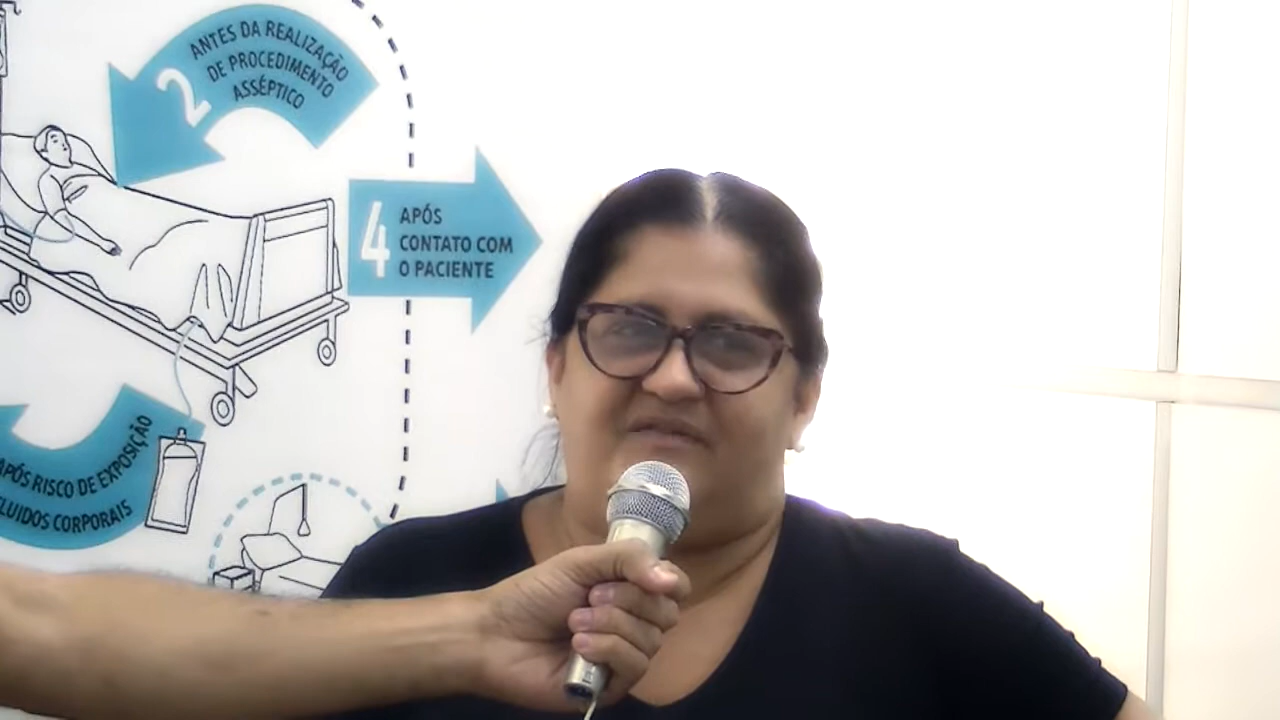 2
ANTES DA REALIZAÇÃO
DE PROCEDIMENTO
ASSÉPTICO
4
APÓS
CONTATO COM
O PACIENTE
APÓS RISCO DE EXPOSIÇÃO
FLUIDOS CORPORAIS